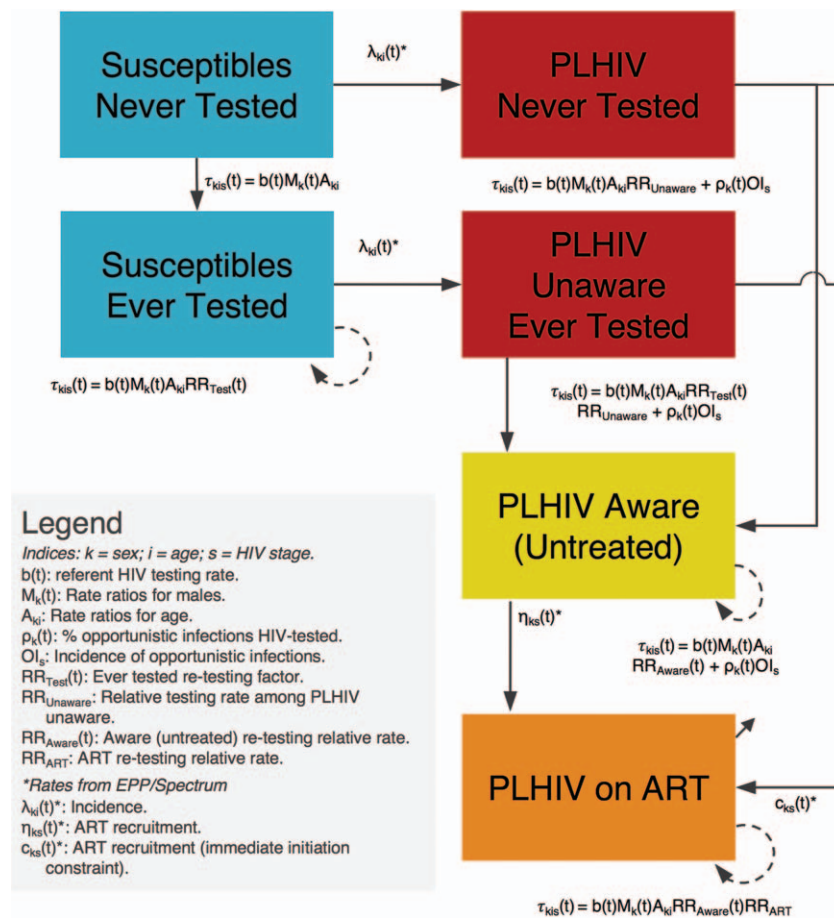 Susceptibles
Never Tested
λki(t)*
PLHIV
Never Tested
τkis(t) = b(t)Mk(t)Aki
τkis(t) = b(t)Mk(t)AkiRRUnaware + ρk(t)OIs
Susceptibles
Ever Tested
λki(t)*
PLHIV
Unaware
Ever Tested
τkis(t) = b(t)Mk(t)AkiRRTest(t)
τkis(t) = b(t)Mk(t)AkiRRTest(t)
RRUnaware + ρk(t)OIs
PLHIV Aware
(Untreated)
ηks(t)*
τkis(t) = b(t)Mk(t)Aki
RRAware(t) + ρk(t)OIs
PLHIV on ART
cks(t)*
τkis(t) = b(t)Mk(t)AkiRRAware(t)RRART
Legend
Indices: k = sex; i = age; s = HIV stage.
b(t): referent HIV testing rate.
Mk(t): Rate ratios for males.
Aki: Rate ratios for age.
ρk(t): % opportunistic infections HIV-tested.
OIs: Incidence of opportunistic infections.
RRTest(t): Ever tested re-testing factor.
RRUnaware: Relative testing rate among PLHIV
unaware.
RRAware(t): Aware (untreated) re-testing relative rate.
RRART: ART re-testing relative rate.
*Rates from EPP/Spectrum
λki(t)*: Incidence.
ηks(t)*: ART recruitment.
cks(t)*: ART recruitment (immediate initiation
constraint).